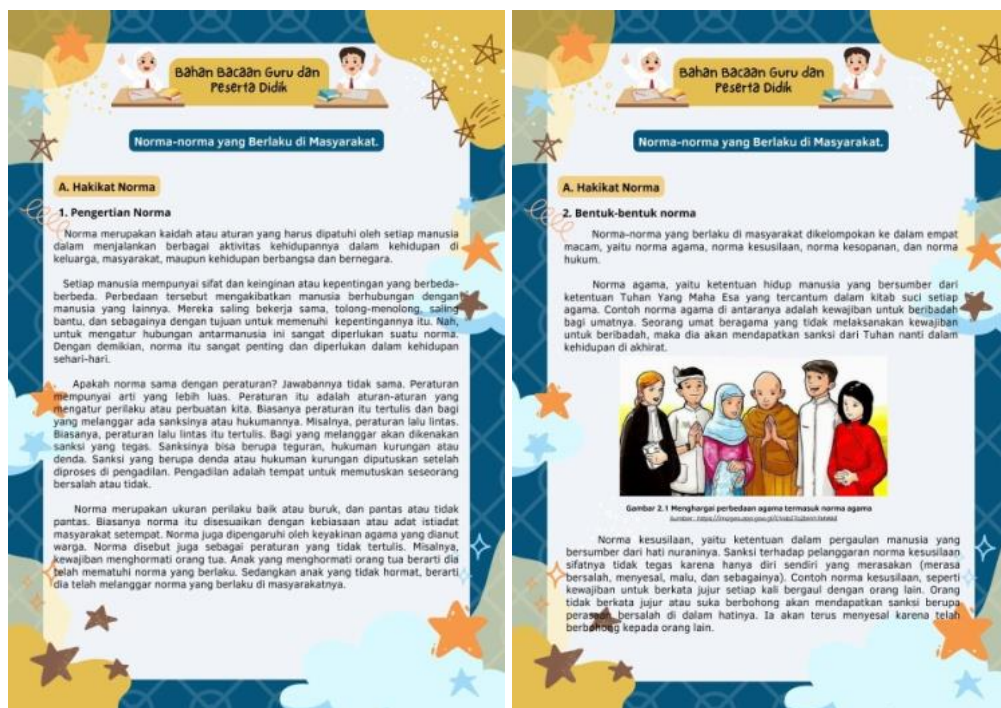 Bahan Bacaan Guru dan
Peserta Didik
Norma-norma yang Berlaku di Masyarakat.
A. Hakikat Norma
1. Pengertian Norma
Norma merupakan kaidah atau aturan yang harus dipatuhi oleh setiap manusia
dalam menjalankan berbagai aktivitas kehidupannya dalam kehidupan di
keluarga, masyarakat, maupun kehidupan berbangsa dan bernegara.
Setiap manusia mempunyai sifat dan keinginan atau kepentingan yang berbeda-
berbeda. Perbedaan tersebut mengakibatkan manusia berhubungan dengan
manusia yang lainnya. Mereka saling bekerja sama, tolong-menolong, saling
bantu, dan sebagainya dengan tujuan untuk memenuhi kepentingannya itu. Nah,
untuk mengatur hubungan antarmanusia ini sangat diperlukan suatu norma.
Dengan demikian, norma itu sangat penting dan diperlukan dalam kehidupan
sehari-hari.
Apakah norma sama dengan peraturan? Jawabannya tidak sama. Peraturan
mempunyai arti yang lebih luas. Peraturan itu adalah aturan-aturan yang
mengatur perilaku atau perbuatan kita. Biasanya peraturan itu tertulis dan bagi
yang melanggar ada sanksinya atau hukumannya. Misalnya, peraturan lalu lintas.
Biasanya, peraturan lalu lintas itu tertulis. Bagi yang melanggar akan dikenakan
sanksi yang tegas. Sanksinya bisa berupa teguran, hukuman kurungan atau
denda. Sanksi yang berupa denda atau hukuman kurungan diputuskan setelah
diproses di pengadilan. Pengadilan adalah tempat untuk memutuskan seseorang
bersalah atau tidak.
Norma merupakan ukuran perilaku baik atau buruk, dan pantas atau tidak
pantas. Biasanya norma itu disesuaikan dengan kebiasaan atau adat istiadat
masyarakat setempat. Norma juga dipengaruhi oleh keyakinan agama yang dianut
warga. Norma disebut juga sebagai peraturan yang tidak tertulis. Misalnya,
kewajiban menghormati orang tua. Anak yang menghormati orang tua berarti dia
telah mematuhi norma yang berlaku. Sedangkan anak yang tidak hormat, berarti
dia telah melanggar norma yang berlaku di masyarakatnya.
Bahan Bacaan Guru dan
Peserta Didik
Norma-norma yang Berlaku di Masyarakat.
A. Hakikat Norma
2. Bentuk-bentuk norma
Norma-norma yang berlaku di masyarakat dikelompokan ke dalam empat
macam, yaitu norma agama, norma kesusilaan, norma kesopanan, dan norma
hukum.
Norma agama, yaitu ketentuan hidup manusia yang bersumber dari
ketentuan Tuhan Yang Maha Esa yang tercantum dalam kitab suci setiap
agama. Contoh norma agama di antaranya adalah kewajiban untuk beribadah
bagi umatnya. Seorang umat beragama yang tidak melaksanakan kewajiban
untuk beribadah, maka dia akan mendapatkan sanksi dari Tuhan nanti dalam
kehidupan di akhirat.
Gambar 2.1 Menghargai perbedaan agama termasuk norma agama
Sumber :
Norma kesusilaan, yaitu ketentuan dalam pergaulan manusia yang
bersumber dari hati nuraninya. Sanksi terhadap pelanggaran norma kesusilaan
sifatnya tidak tegas karena hanya diri sendiri yang merasakan (merasa
bersalah, menyesal, malu, dan sebagainya). Contoh norma kesusilaan, seperti
kewajiban untuk berkata jujur setiap kali bergaul dengan orang lain. Orang
tidak berkata jujur atau suka berbohong akan mendapatkan sanksi berupa
perasaan bersalah di dalam hatinya. Ia akan terus menyesal karena telah
berbohong kepada orang lain.